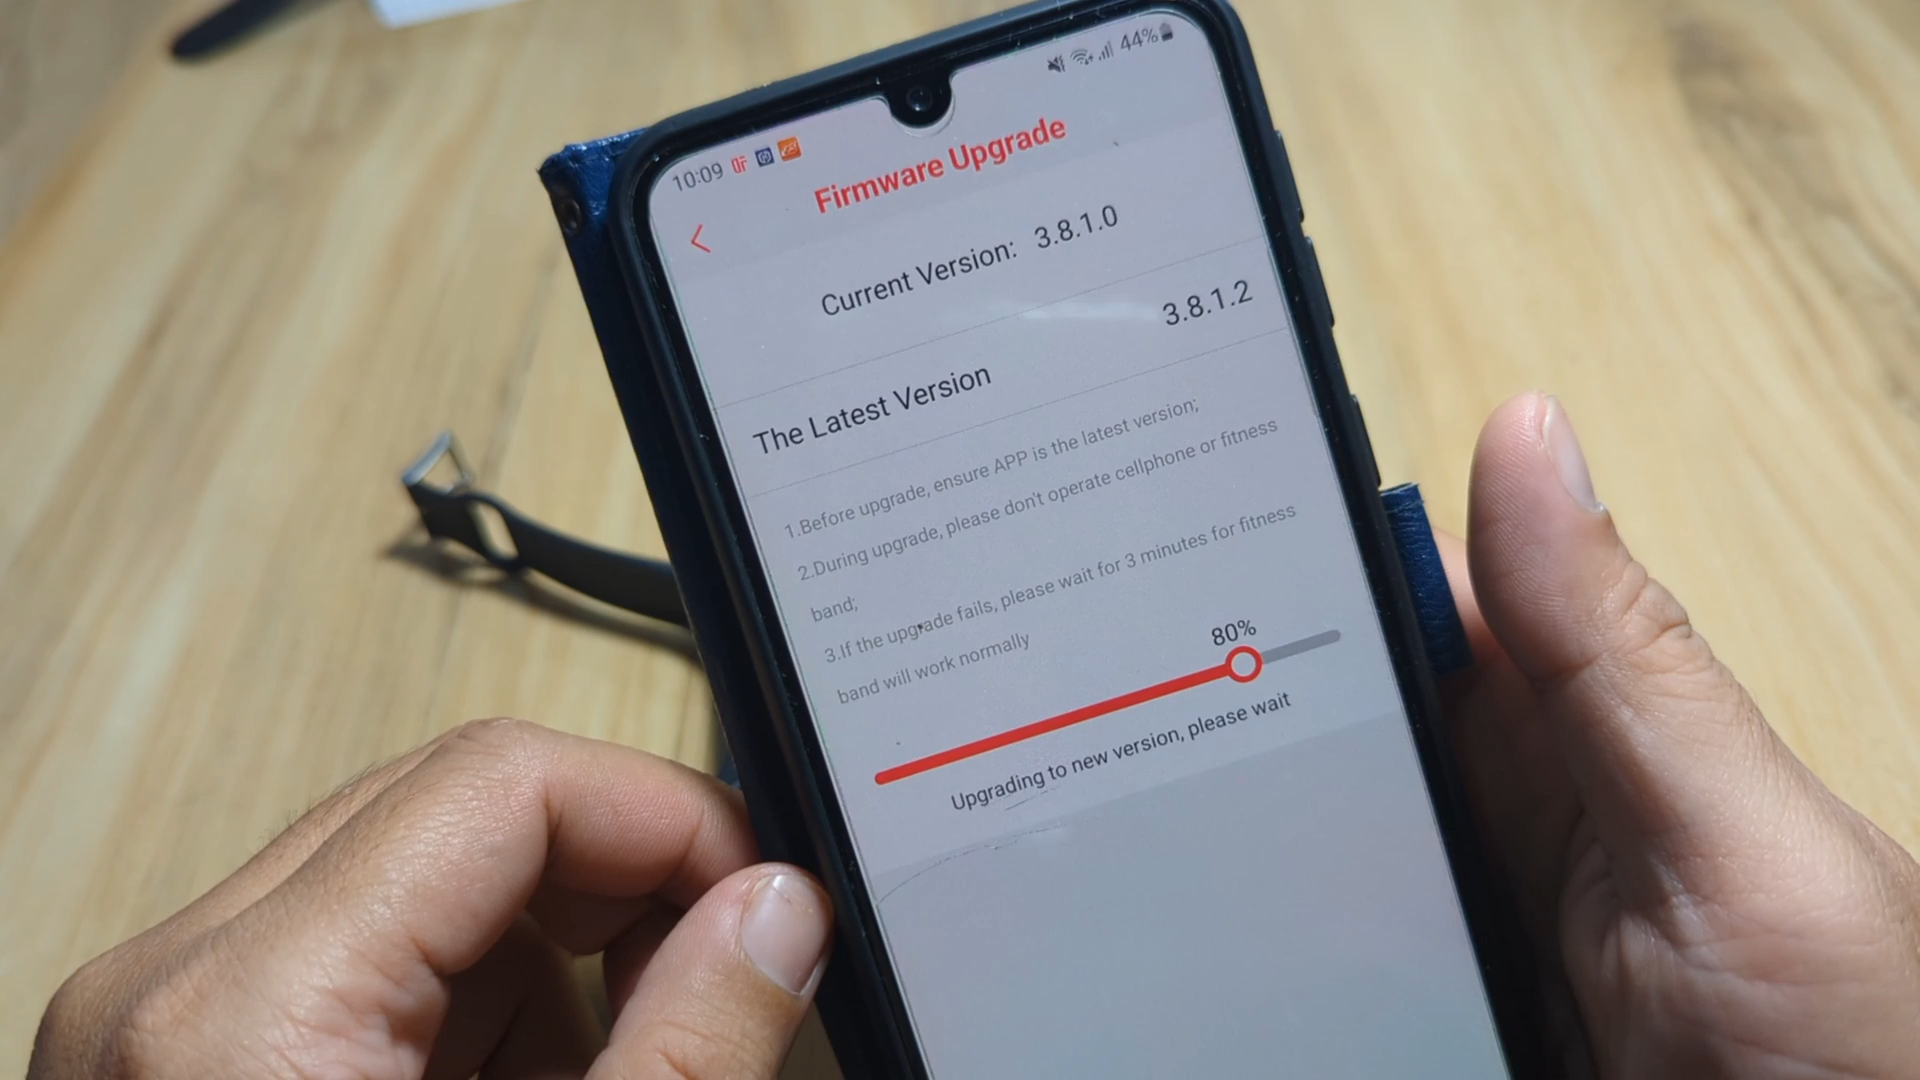 10:09
44%
Firmware Upgrade
Current Version: 3.8.1.0
The Latest Version 3.8.1.2
1.Before upgrade, ensure APP is the latest version;
2.During upgrade, please don't operate cellphone or fitness
band;
3.If the upgrade fails, please wait for 3 minutes for fitness
band will work normally
80%
Upgrading to new version, please wait